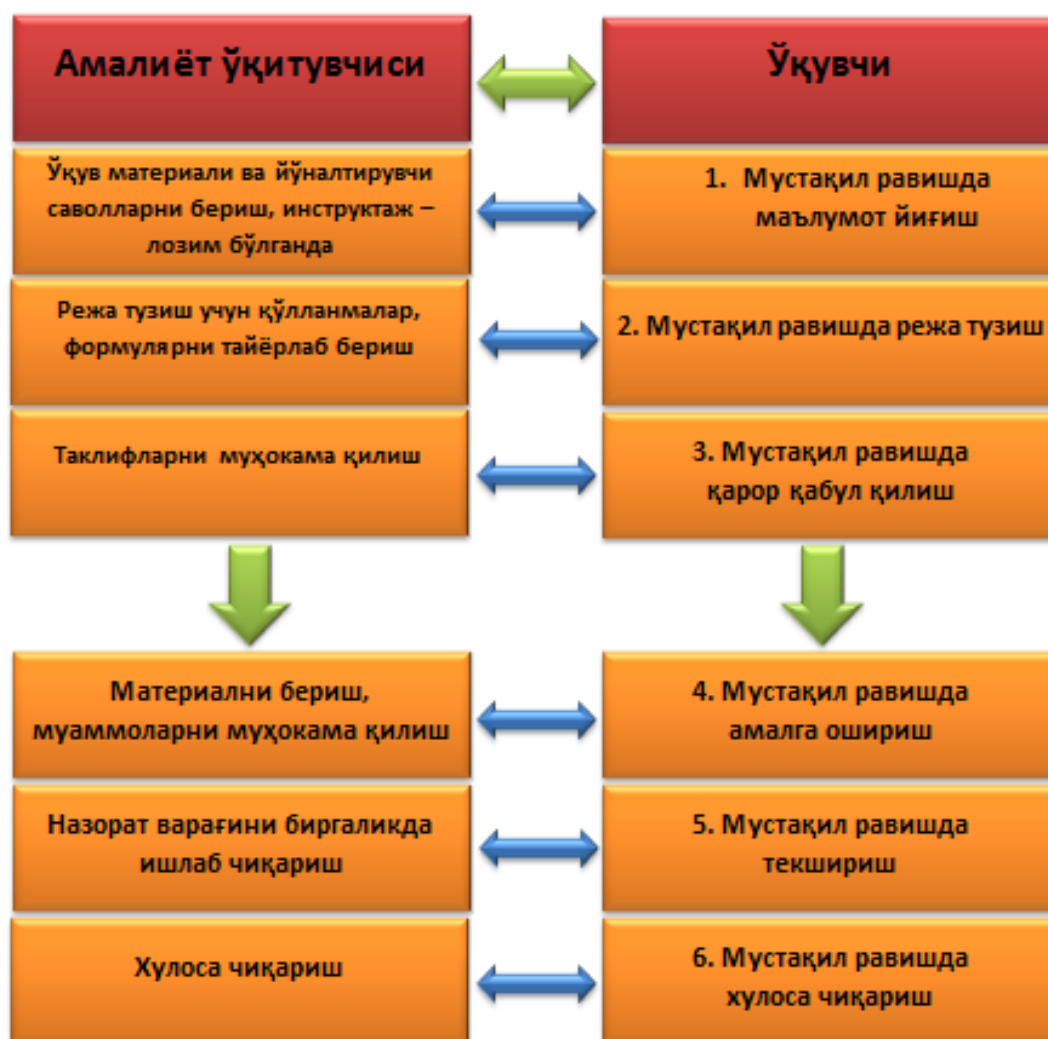 Амалиёт ўқитувчиси
Ўқувчи
Ўқув материали ва йўналтирувчи
саволларни бериш, инструктаж –
лозим бўлганда
1. Мустақил равишда
маълумот йиғиш
Режа тузиш учун қўлланмалар,
формулярни тайёрлаб бериш
2. Мустақил равишда режа тузиш
Таклифларни муҳокама қилиш
3. Мустақил равишда
қарор қабул қилиш
Материални бериш,
муаммоларни муҳокама қилиш
4. Мустақил равишда
амалга ошириш
Назорат варағини биргаликда
ишлаб чиқариш
5. Мустақил равишда
текшириш
Хулоса чиқариш
6. Мустақил равишда
хулоса чиқариш